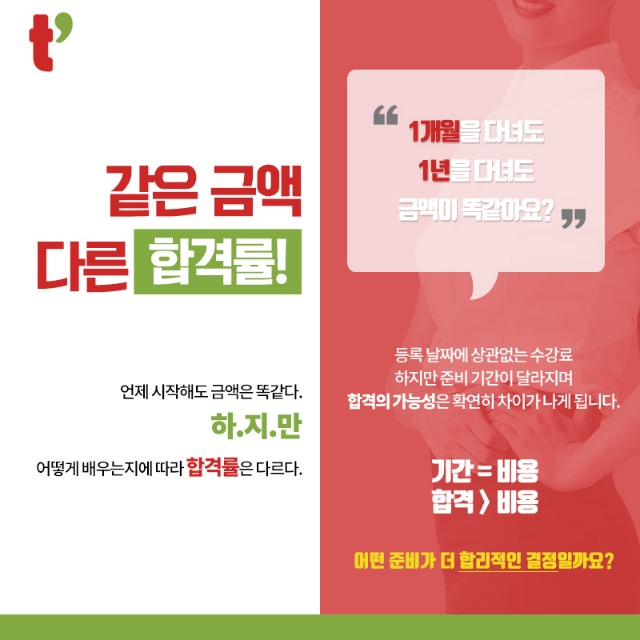 t’
같은 금액
다른 합격률!
언제 시작해도 금액은 똑같다.
하.지.만
어떻게 배우는지에 따라 합격률은 다르다.
“ 1개월을 다녀도
1년을 다녀도
금액이 똑같아요? ”
등록 날짜에 상관없는 수강료
하지만 준비 기간이 달라지며
합격의 가능성은 확연히 차이가 나게 됩니다.
기간 = 비용
합격 > 비용
어떤 준비가 더 합리적인 결정일까요?